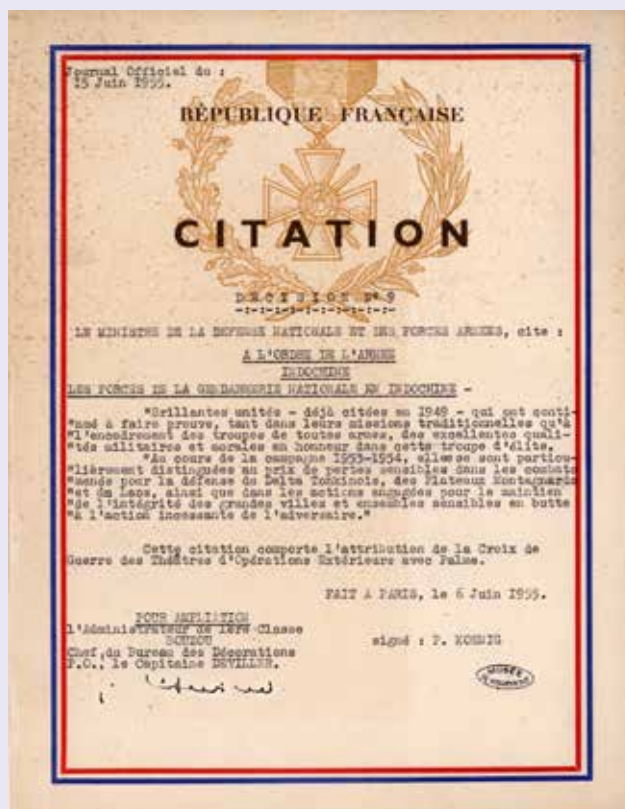 Journal Officiel du :
15 Juin 1955.
RÉPUBLIQUE FRANÇAISE
CITATION
DECISION N° 9
-:-:-:-:-:-:-:-:-:-
LE MINISTRE DE LA DEFENSE NATIONALE ET DES FORCES ARMEES, cite :
A L'ORDRE DE L'ARMEE
INDOCHINE
LES FORCES DE LA GENDARMERIE NATIONALE EN INDOCHINE -
"Brillantes unités - déjà citées en 1949 - qui ont conti-
"nué à faire preuve, tant dans leurs missions traditionnelles qu'à
"l'encadrement des troupes de toutes armes, des excellentes quali-
"tés militaires et morales en honneur dans cette troupe d'élite.
"Au cours de la campagne 1953-1954, elles se sont particu-
"lièrement distinguées au prix de pertes sensibles dans les combats
"menés pour la défense du Delta Tonkinois, des Plateaux Montagnards
"et du Laos, ainsi que dans les actions engagées pour le maintien
"de l'intégrité des grandes villes et ensembles sensibles en butte
"à l'action incessante de l'adversaire."
Cette citation comporte l'attribution de la Croix de
Guerre des Théâtres d'Opérations Extérieurs avec Palme.
FAIT A PARIS, le 6 Juin 1955.
POUR AMPLIATION
l'Administrateur de 1ère Classe
BOUZOU
signé : P. KOENIG
Chef du Bureau des Décorations
P.O., le Capitaine DEVILLER.
MUSÉE